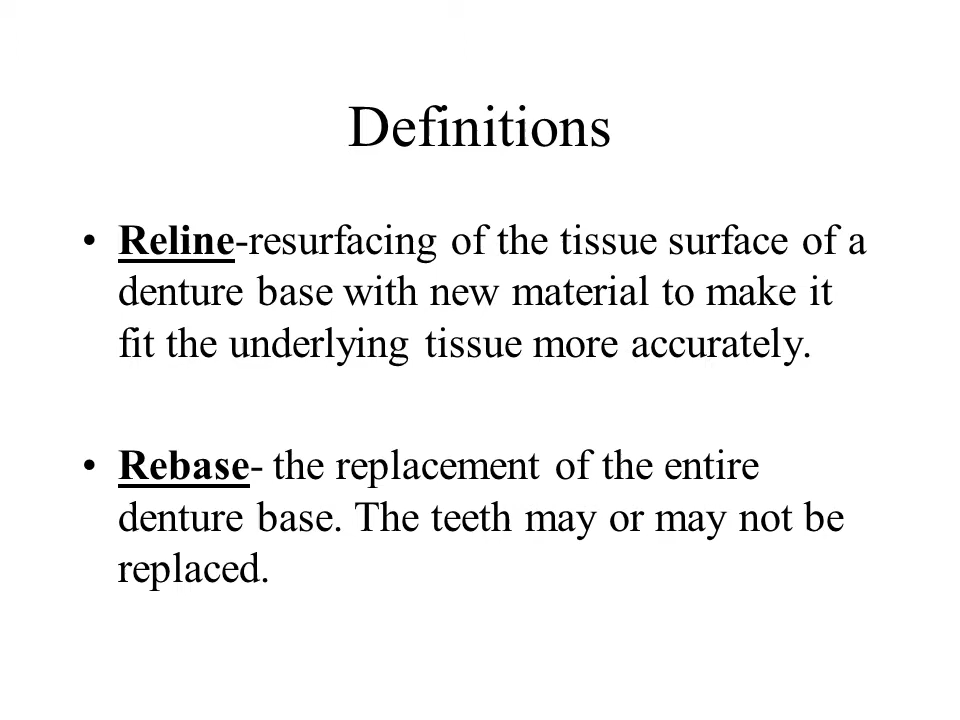 Definitions
• Reline-resurfacing of the tissue surface of a
denture base with new material to make it
fit the underlying tissue more accurately.
• Rebase- the replacement of the entire
denture base. The teeth may or may not be
replaced.